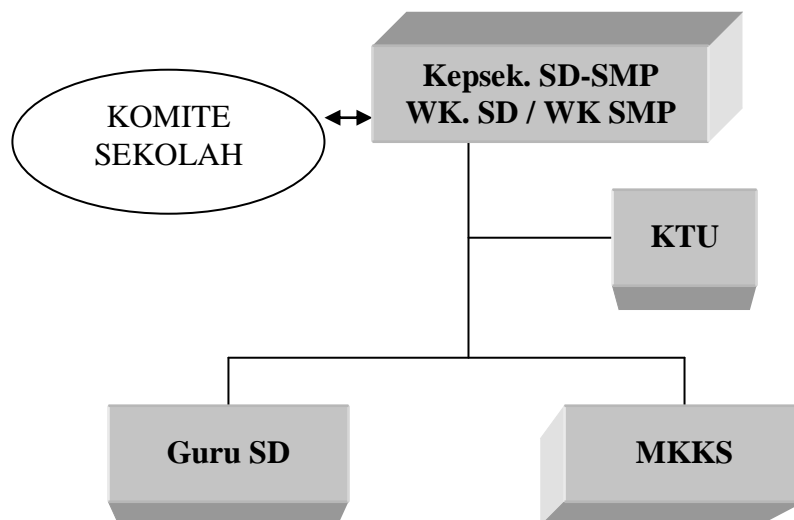 Kepsek. SD-SMP
WK. SD / WK SMP
KOMITE
SEKOLAH
KTU
Guru SD
MKKS